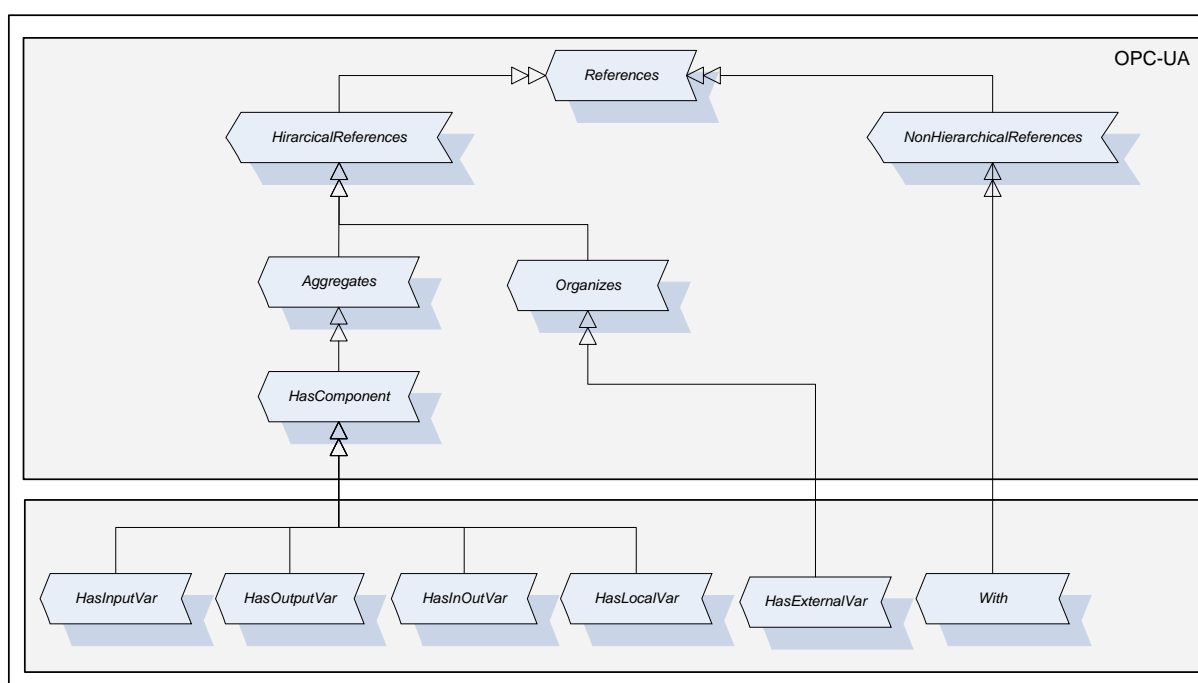 OPC-UA
References
HirarcicalReferences
NonHierarchicalReferences
Aggregates
Organizes
HasComponent
HasInputVar
HasOutputVar
HasInOutVar
HasLocalVar
HasExternalVar
With